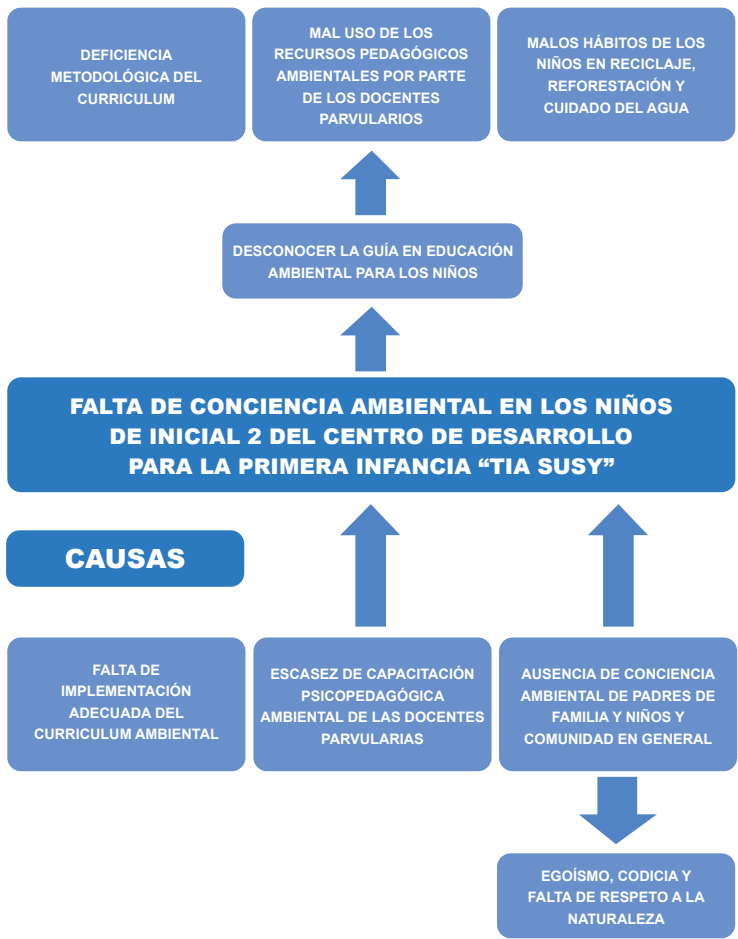 DEFICIENCIA
METODOLÓGICA DEL
CURRICULUM
MAL USO DE LOS
RECURSOS PEDAGÓGICOS
AMBIENTALES POR PARTE
DE LOS DOCENTES
PARVULARIOS
MALOS HÁBITOS DE LOS
NIÑOS EN RECICLAJE,
REFORESTACIÓN Y
CUIDADO DEL AGUA
DESCONOCER LA GUÍA EN EDUCACIÓN
AMBIENTAL PARA LOS NIÑOS
FALTA DE CONCIENCIA AMBIENTAL EN LOS NIÑOS
DE INICIAL 2 DEL CENTRO DE DESARROLLO
PARA LA PRIMERA INFANCIA “TIA SUSY”
CAUSAS
FALTA DE
IMPLEMENTACIÓN
ADECUADA DEL
CURRICULUM AMBIENTAL
ESCASEZ DE CAPACITACIÓN
PSICOPEDAGÓGICA
AMBIENTAL DE LAS DOCENTES
PARVULARIAS
AUSENCIA DE CONCIENCIA
AMBIENTAL DE PADRES DE
FAMILIA Y NIÑOS Y
COMUNIDAD EN GENERAL
EGOÍSMO, CODICIA Y
FALTA DE RESPETO A LA
NATURALEZA